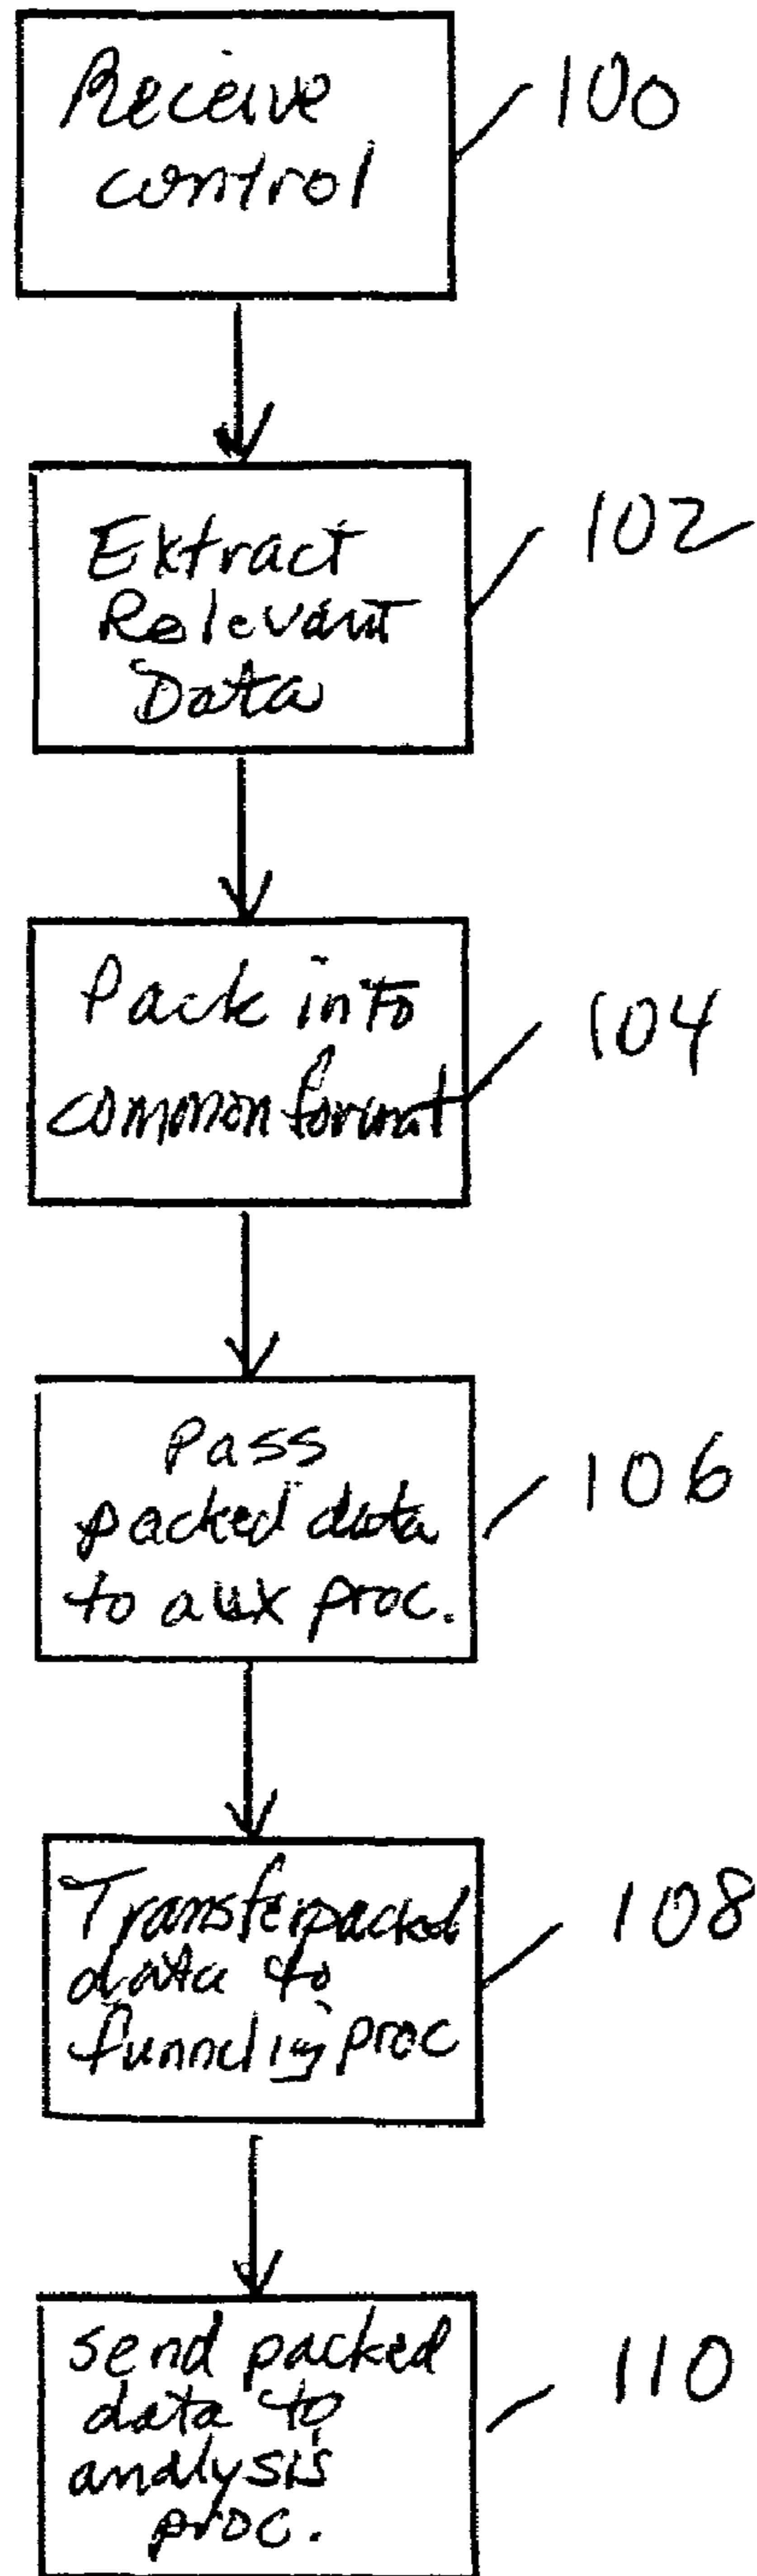 Receive
control
100
Extract
Relevant
Data
102
Pack into
common format
104
Pass
packed data
to aux proc.
106
Transfer packed
data to
funneling proc
108
send packed
data to
analysis
proc.
110